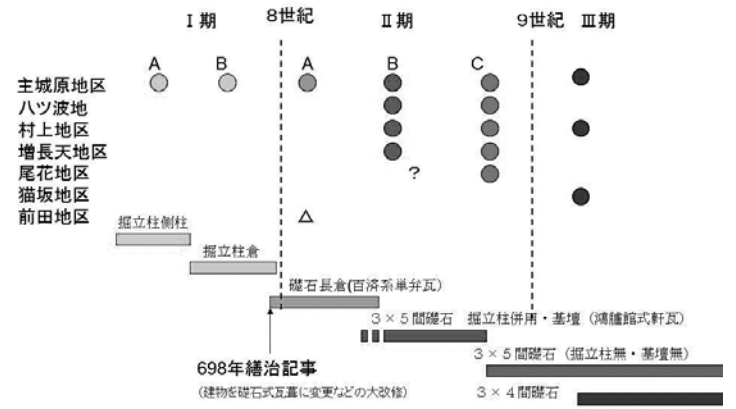 Ⅰ期 8世紀 Ⅱ期 9世紀 Ⅲ期
A B A B C
主城原地区
八ツ波地
村上地区
増長天地区
尾花地区 ?
猫坂地区
前田地区
掘立柱側柱
掘立柱倉
礎石長倉(百済系単弁瓦)
3×5間礎石 掘立柱併用・基壇(鴻臚館式軒瓦)
3×5間礎石(掘立柱無・基壇無)
698年繕治記事
(建物を礎石式瓦葺に変更などの大改修)
3×4間礎石